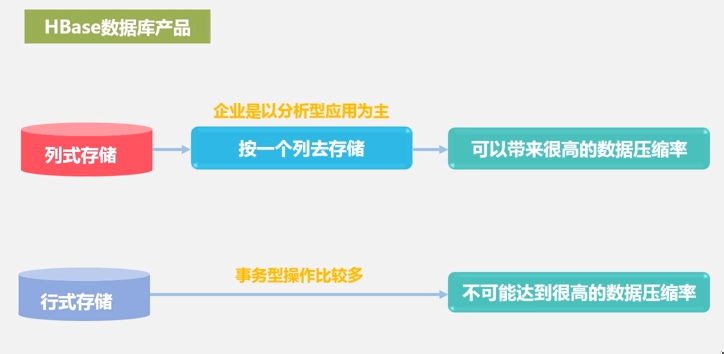 HBase数据库产品
企业是以分析型应用为主
列式存储
按一个列去存储
可以带来很高的数据压缩率
事务型操作比较多
行式存储
不可能达到很高的数据压缩率